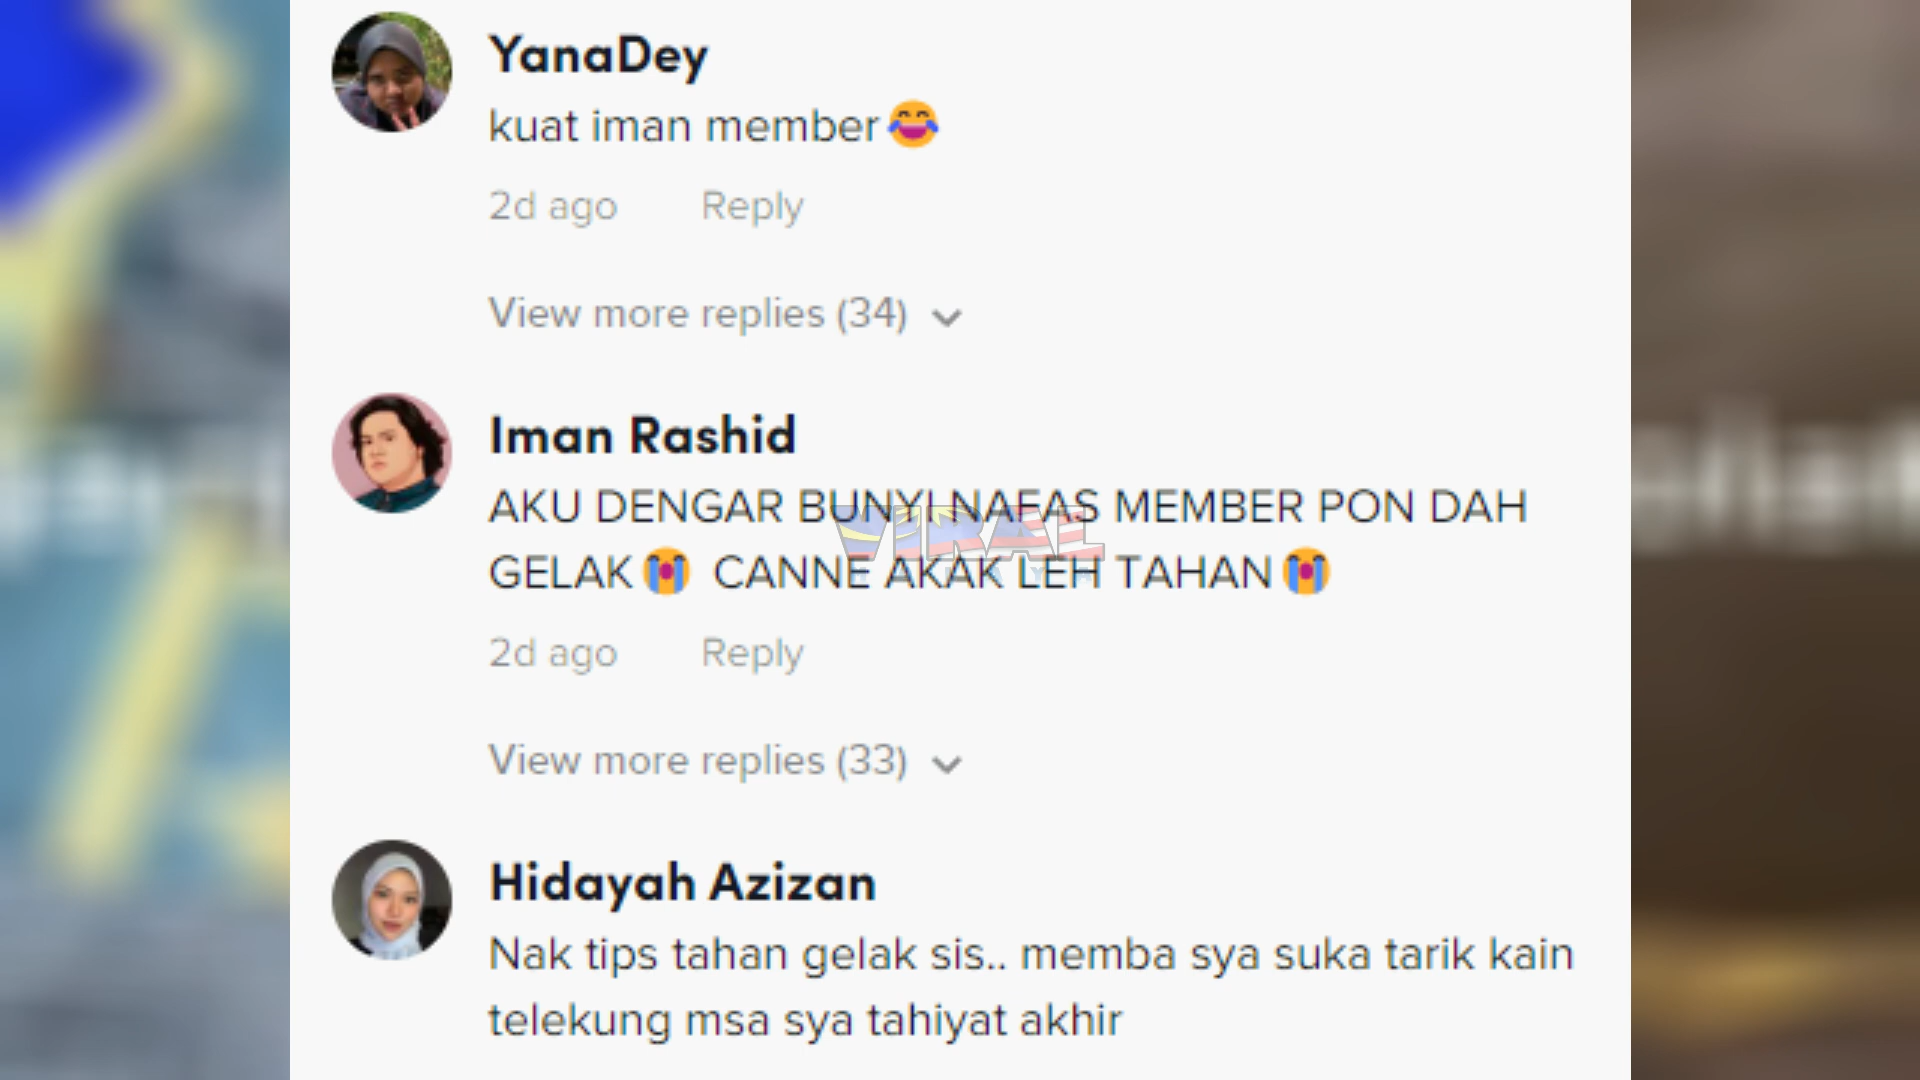 YanaDey
kuat iman member😂
2d ago Reply
View more replies (34)
Iman Rashid
AKU DENGAR BUNYI NAFAS MEMBER PON DAH
GELAK😭 CANNE AKAK LEH TAHAN😭
VIRAL
2d ago Reply
View more replies (33)
Hidayah Azizan
Nak tips tahan gelak sis.. memba sya suka tarik kain
telekung msa sya tahiyat akhir